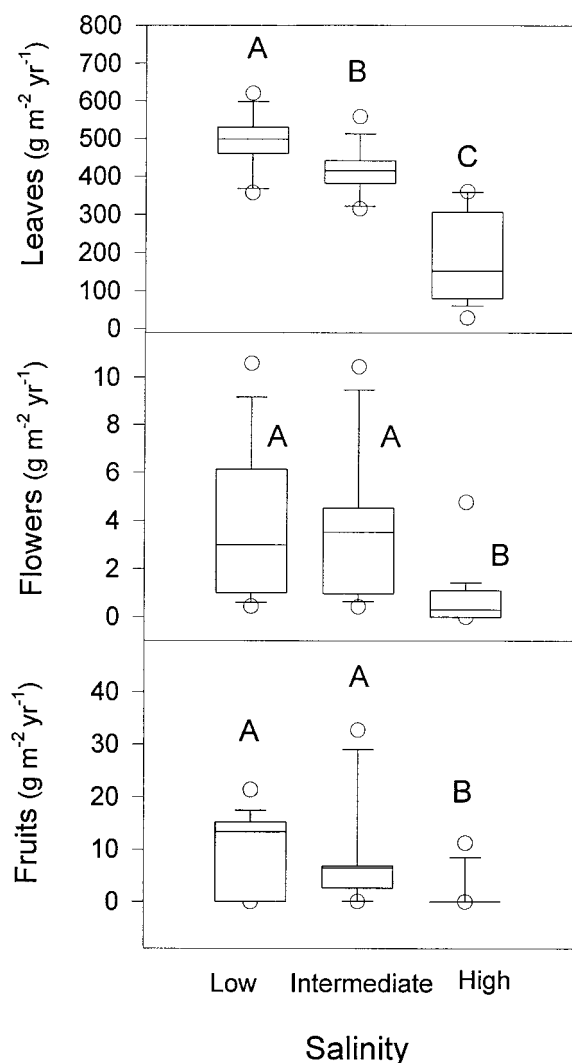 Leaves (g m⁻² yr⁻¹)
800
700
600
500
400
300
200
100
0
A
B
C
Flowers (g m⁻² yr⁻¹)
10
8
6
4
2
0
A
A
B
Fruits (g m⁻² yr⁻¹)
40
30
20
10
0
A
A
B
Low Intermediate High
Salinity